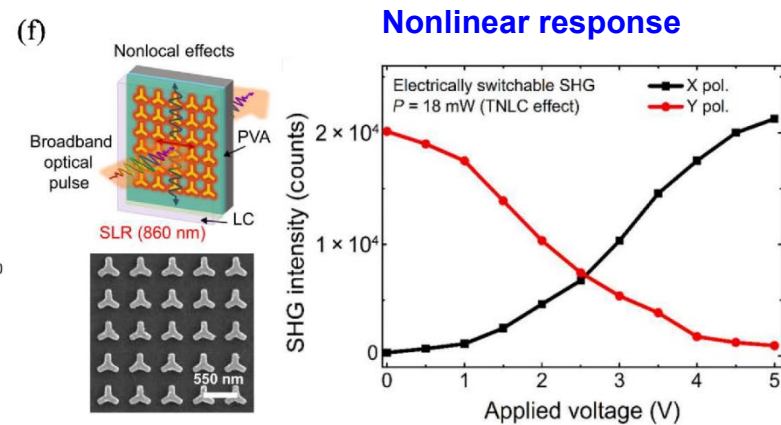 (f)
Nonlinear response
Nonlocal effects
Broadband
optical
pulse
PVA
LC
SLR (860 nm)
550 nm
0
SHG intensity (counts)
2 × 10⁴
1 × 10⁴
0
Electrically switchable SHG
P = 18 mW (TNLC effect)
X pol.
Y pol.
0 1 2 3 4 5
Applied voltage (V)